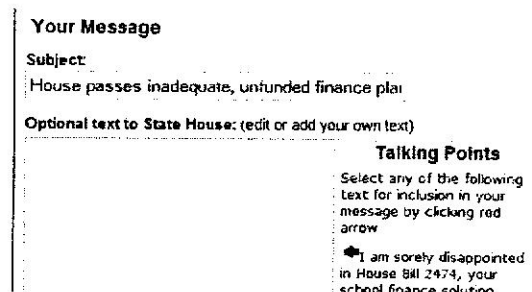 Your Message
Subject:
House passes inadequate, unfunded finance plai
Optional text to State House: (edit or add your own text)
Talking Points
Select any of the following
text for inclusion in your
message by clicking red
arrow
I am sorely disappointed
in House Bill 2474, your
school finance solution